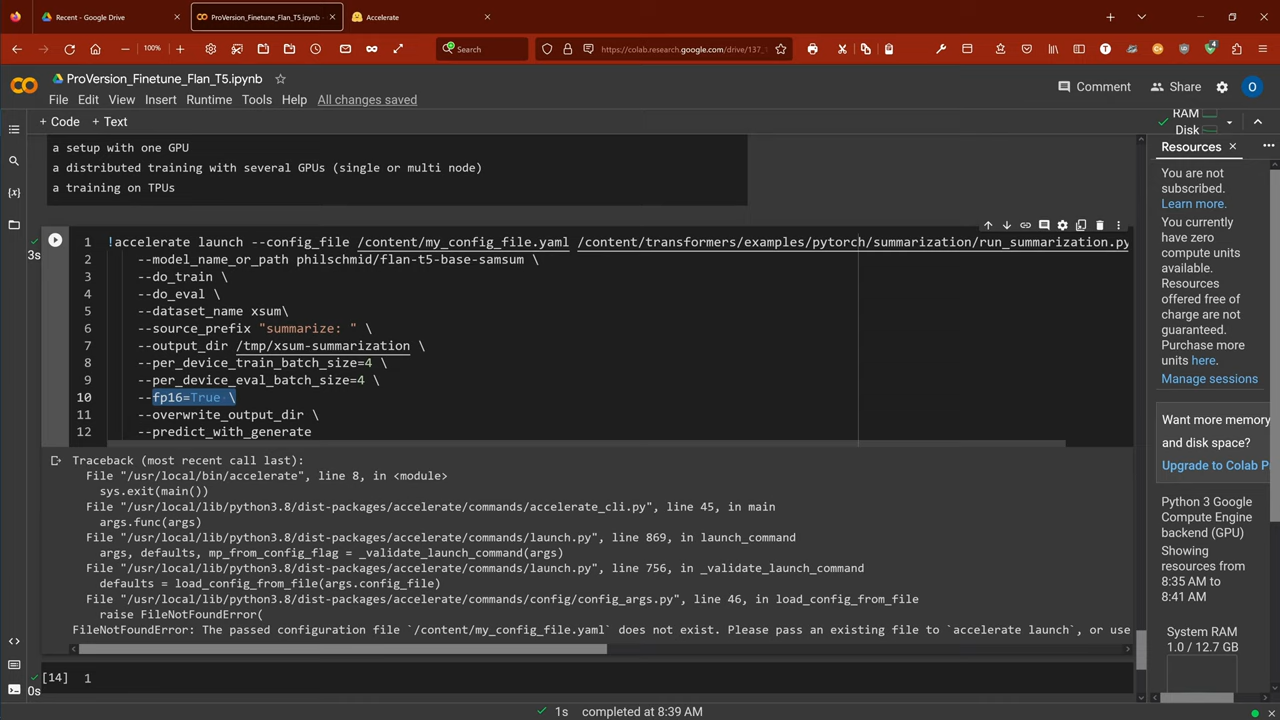 Recent - Google Drive
ProVersion_Finetune_Flan_T5.ipynb
Accelerate
100%
Search
https://colab.research.google.com/drive/137_
ProVersion_Finetune_Flan_T5.ipynb
File Edit View Insert Runtime Tools Help All changes saved
Comment
Share
O
+ Code + Text
RAM
Disk
a setup with one GPU
a distributed training with several GPUs (single or multi node)
a training on TPUs
3s
1 !accelerate launch --config_file /content/my_config_file.yaml /content/transformers/examples/pytorch/summarization/run_summarization.py
2 --model_name_or_path philschmid/flan-t5-base-samsum \
3 --do_train \
4 --do_eval \
5 --dataset_name xsum\
6 --source_prefix "summarize: " \
7 --output_dir /tmp/xsum-summarization \
8 --per_device_train_batch_size=4 \
9 --per_device_eval_batch_size=4 \
10 --fp16=True \
11 --overwrite_output_dir \
12 --predict_with_generate
Traceback (most recent call last):
File "/usr/local/bin/accelerate", line 8, in <module>
sys.exit(main())
File "/usr/local/lib/python3.8/dist-packages/accelerate/commands/accelerate_cli.py", line 45, in main
args.func(args)
File "/usr/local/lib/python3.8/dist-packages/accelerate/commands/launch.py", line 869, in launch_command
args, defaults, mp_from_config_flag = _validate_launch_command(args)
File "/usr/local/lib/python3.8/dist-packages/accelerate/commands/launch.py", line 756, in _validate_launch_command
defaults = load_config_from_file(args.config_file)
File "/usr/local/lib/python3.8/dist-packages/accelerate/commands/config/config_args.py", line 46, in load_config_from_file
raise FileNotFoundError(
FileNotFoundError: The passed configuration file `/content/my_config_file.yaml` does not exist. Please pass an existing file to `accelerate launch`, or use
[14] 1
0s
1s completed at 8:39 AM
Resources
You are not
subscribed.
Learn more.
You currently
have zero
compute units
available.
Resources
offered free of
charge are not
guaranteed.
Purchase more
units here.
Manage sessions
Want more memory
and disk space?
Upgrade to Colab P
Python 3 Google
Compute Engine
backend (GPU)
Showing
resources from
8:35 AM to
8:41 AM
System RAM
1.0 / 12.7 GB